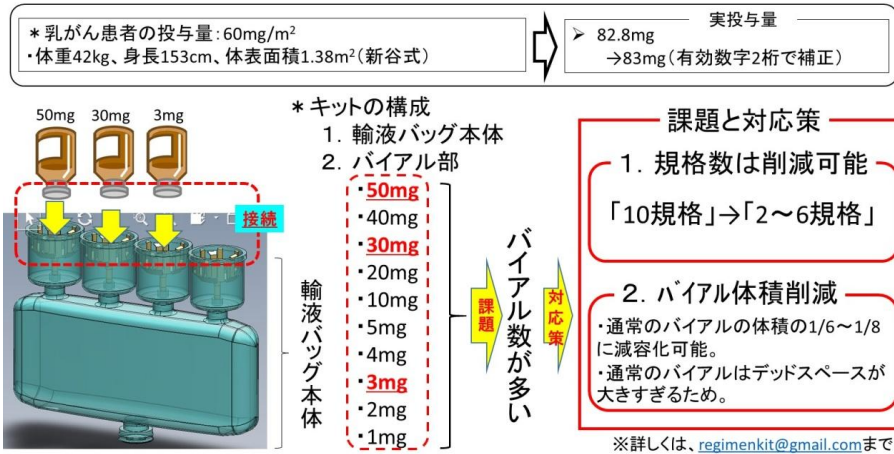 ＊乳がん患者の投与量：60mg/m²
・体重42kg、身長153cm、体表面積1.38m²（新谷式）
実投与量
➢ 82.8mg
→83mg（有効数字2桁で補正）
50mg 30mg 3mg
接続
輸液バッグ本体
＊キットの構成
1. 輸液バッグ本体
2. バイアル部
・50mg
・40mg
・30mg
・20mg
・10mg
・5mg
・4mg
・3mg
・2mg
・1mg
課題
バイアル数が多い
対応策
課題と対応策
1. 規格数は削減可能
「10規格」→「2～6規格」
2. バイアル体積削減
・通常のバイアルの体積の1/6～1/8
に減容化可能。
・通常のバイアルはデッドスペースが
大きすぎるため。
※詳しくは、regimenkit@gmail.comまで